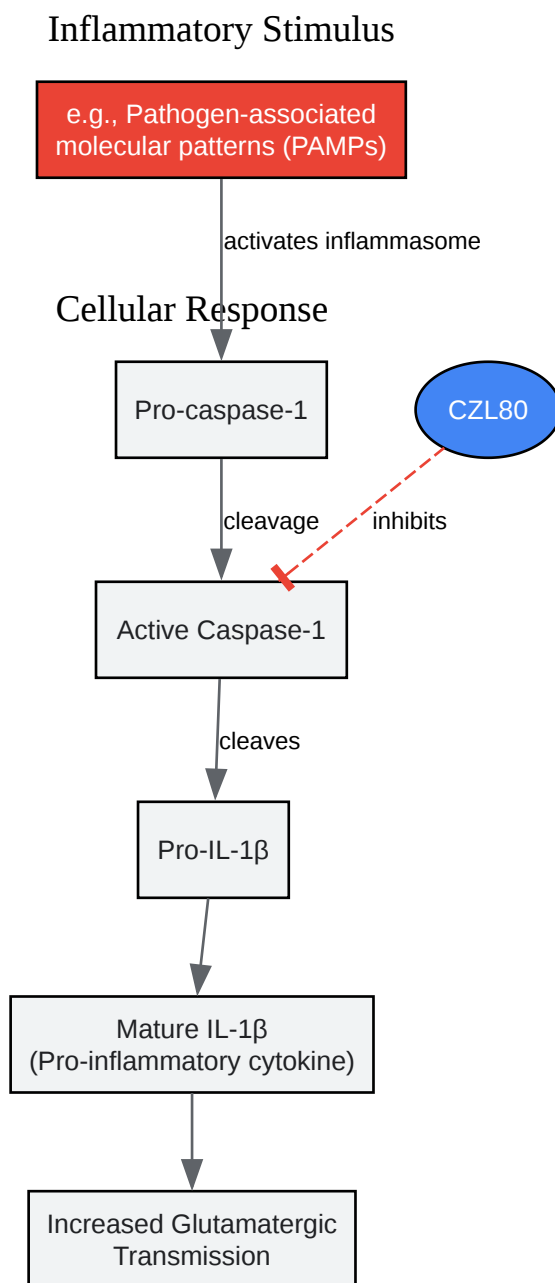 Inflammatory Stimulus
e.g., Pathogen-associated
molecular patterns (PAMPs)
activates inflammasome
Cellular Response
Pro-caspase-1
CZL80
cleavage
inhibits
Active Caspase-1
cleaves
Pro-IL-1β
Mature IL-1β
(Pro-inflammatory cytokine)
Increased Glutamatergic
Transmission